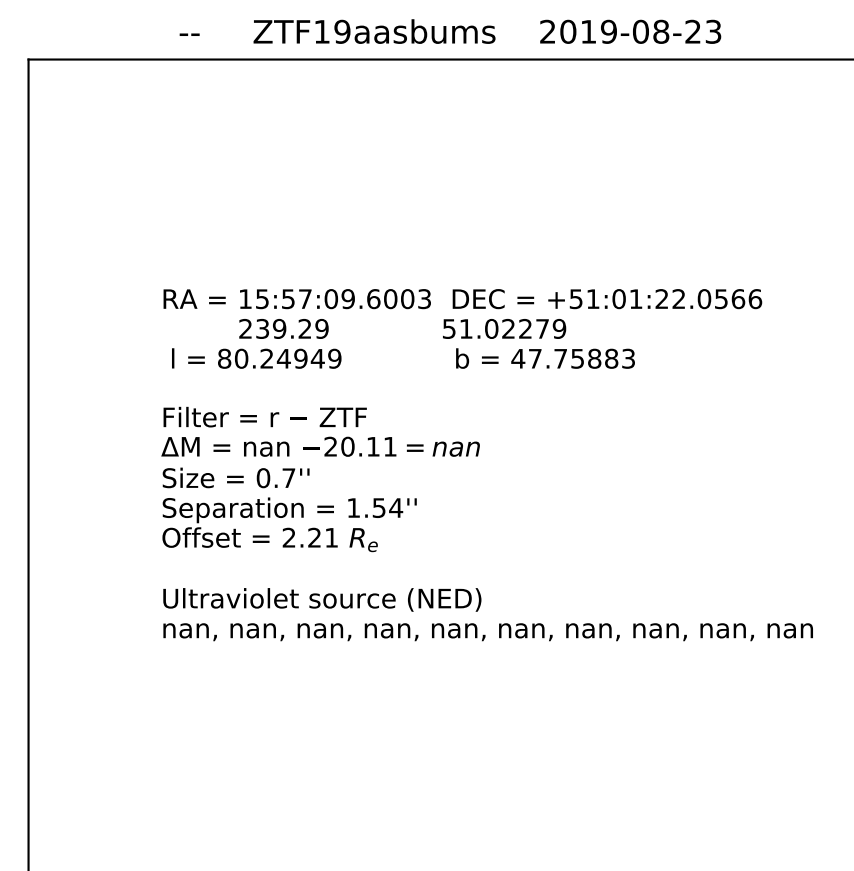 -- ZTF19aasbums 2019-08-23
RA = 15:57:09.6003 DEC = +51:01:22.0566
239.29 51.02279
l = 80.24949 b = 47.75883
Filter = r − ZTF
ΔM = nan −20.11 = nan
Size = 0.7''
Separation = 1.54''
Offset = 2.21 Re
Ultraviolet source (NED)
nan, nan, nan, nan, nan, nan, nan, nan, nan, nan